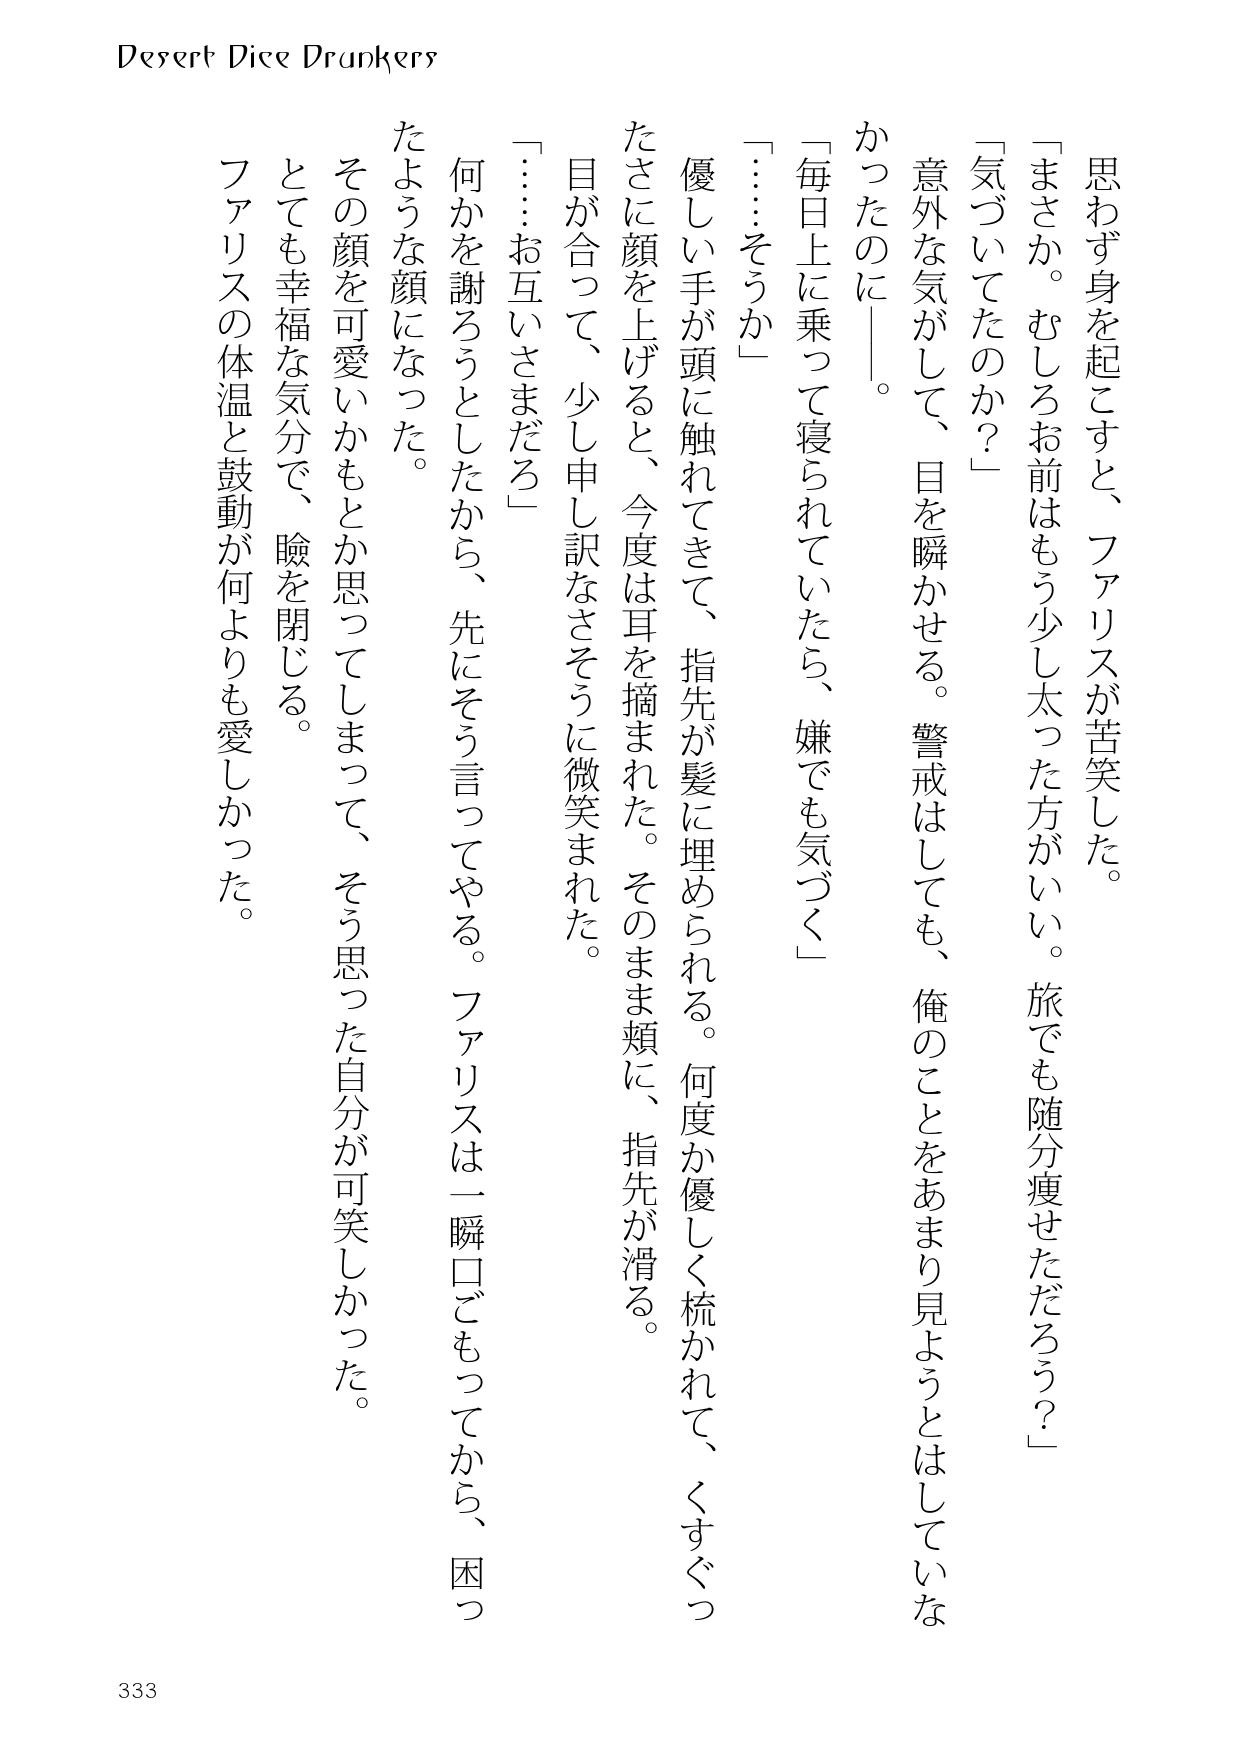 Desert Dice Drunkers
思わず身を起こすと、ファリスが苦笑した。
「まさか。むしろお前はもう少し太った方がいい。旅でも随分痩せただろう？」
「気づいてたのか？」
意外な気がして、目を瞬かせる。警戒はしても、俺のことをあまり見ようとはしていな
かったのに――。
「毎日上に乗って寝られていたら、嫌でも気づく」
「……そうか」
優しい手が頭に触れてきて、指先が髪に埋められる。何度か優しく梳かれて、くすぐっ
たさに顔を上げると、今度は耳を摘まれた。そのまま頬に、指先が滑る。
目が合って、少し申し訳なさそうに微笑まれた。
「……お互いさまだろ」
何かを謝ろうとしたから、先にそう言ってやる。ファリスは一瞬口ごもってから、困っ
たような顔になった。
その顔を可愛いかもとか思ってしまって、そう思った自分が可笑しかった。
とても幸福な気分で、瞼を閉じる。
ファリスの体温と鼓動が何よりも愛しかった。
333